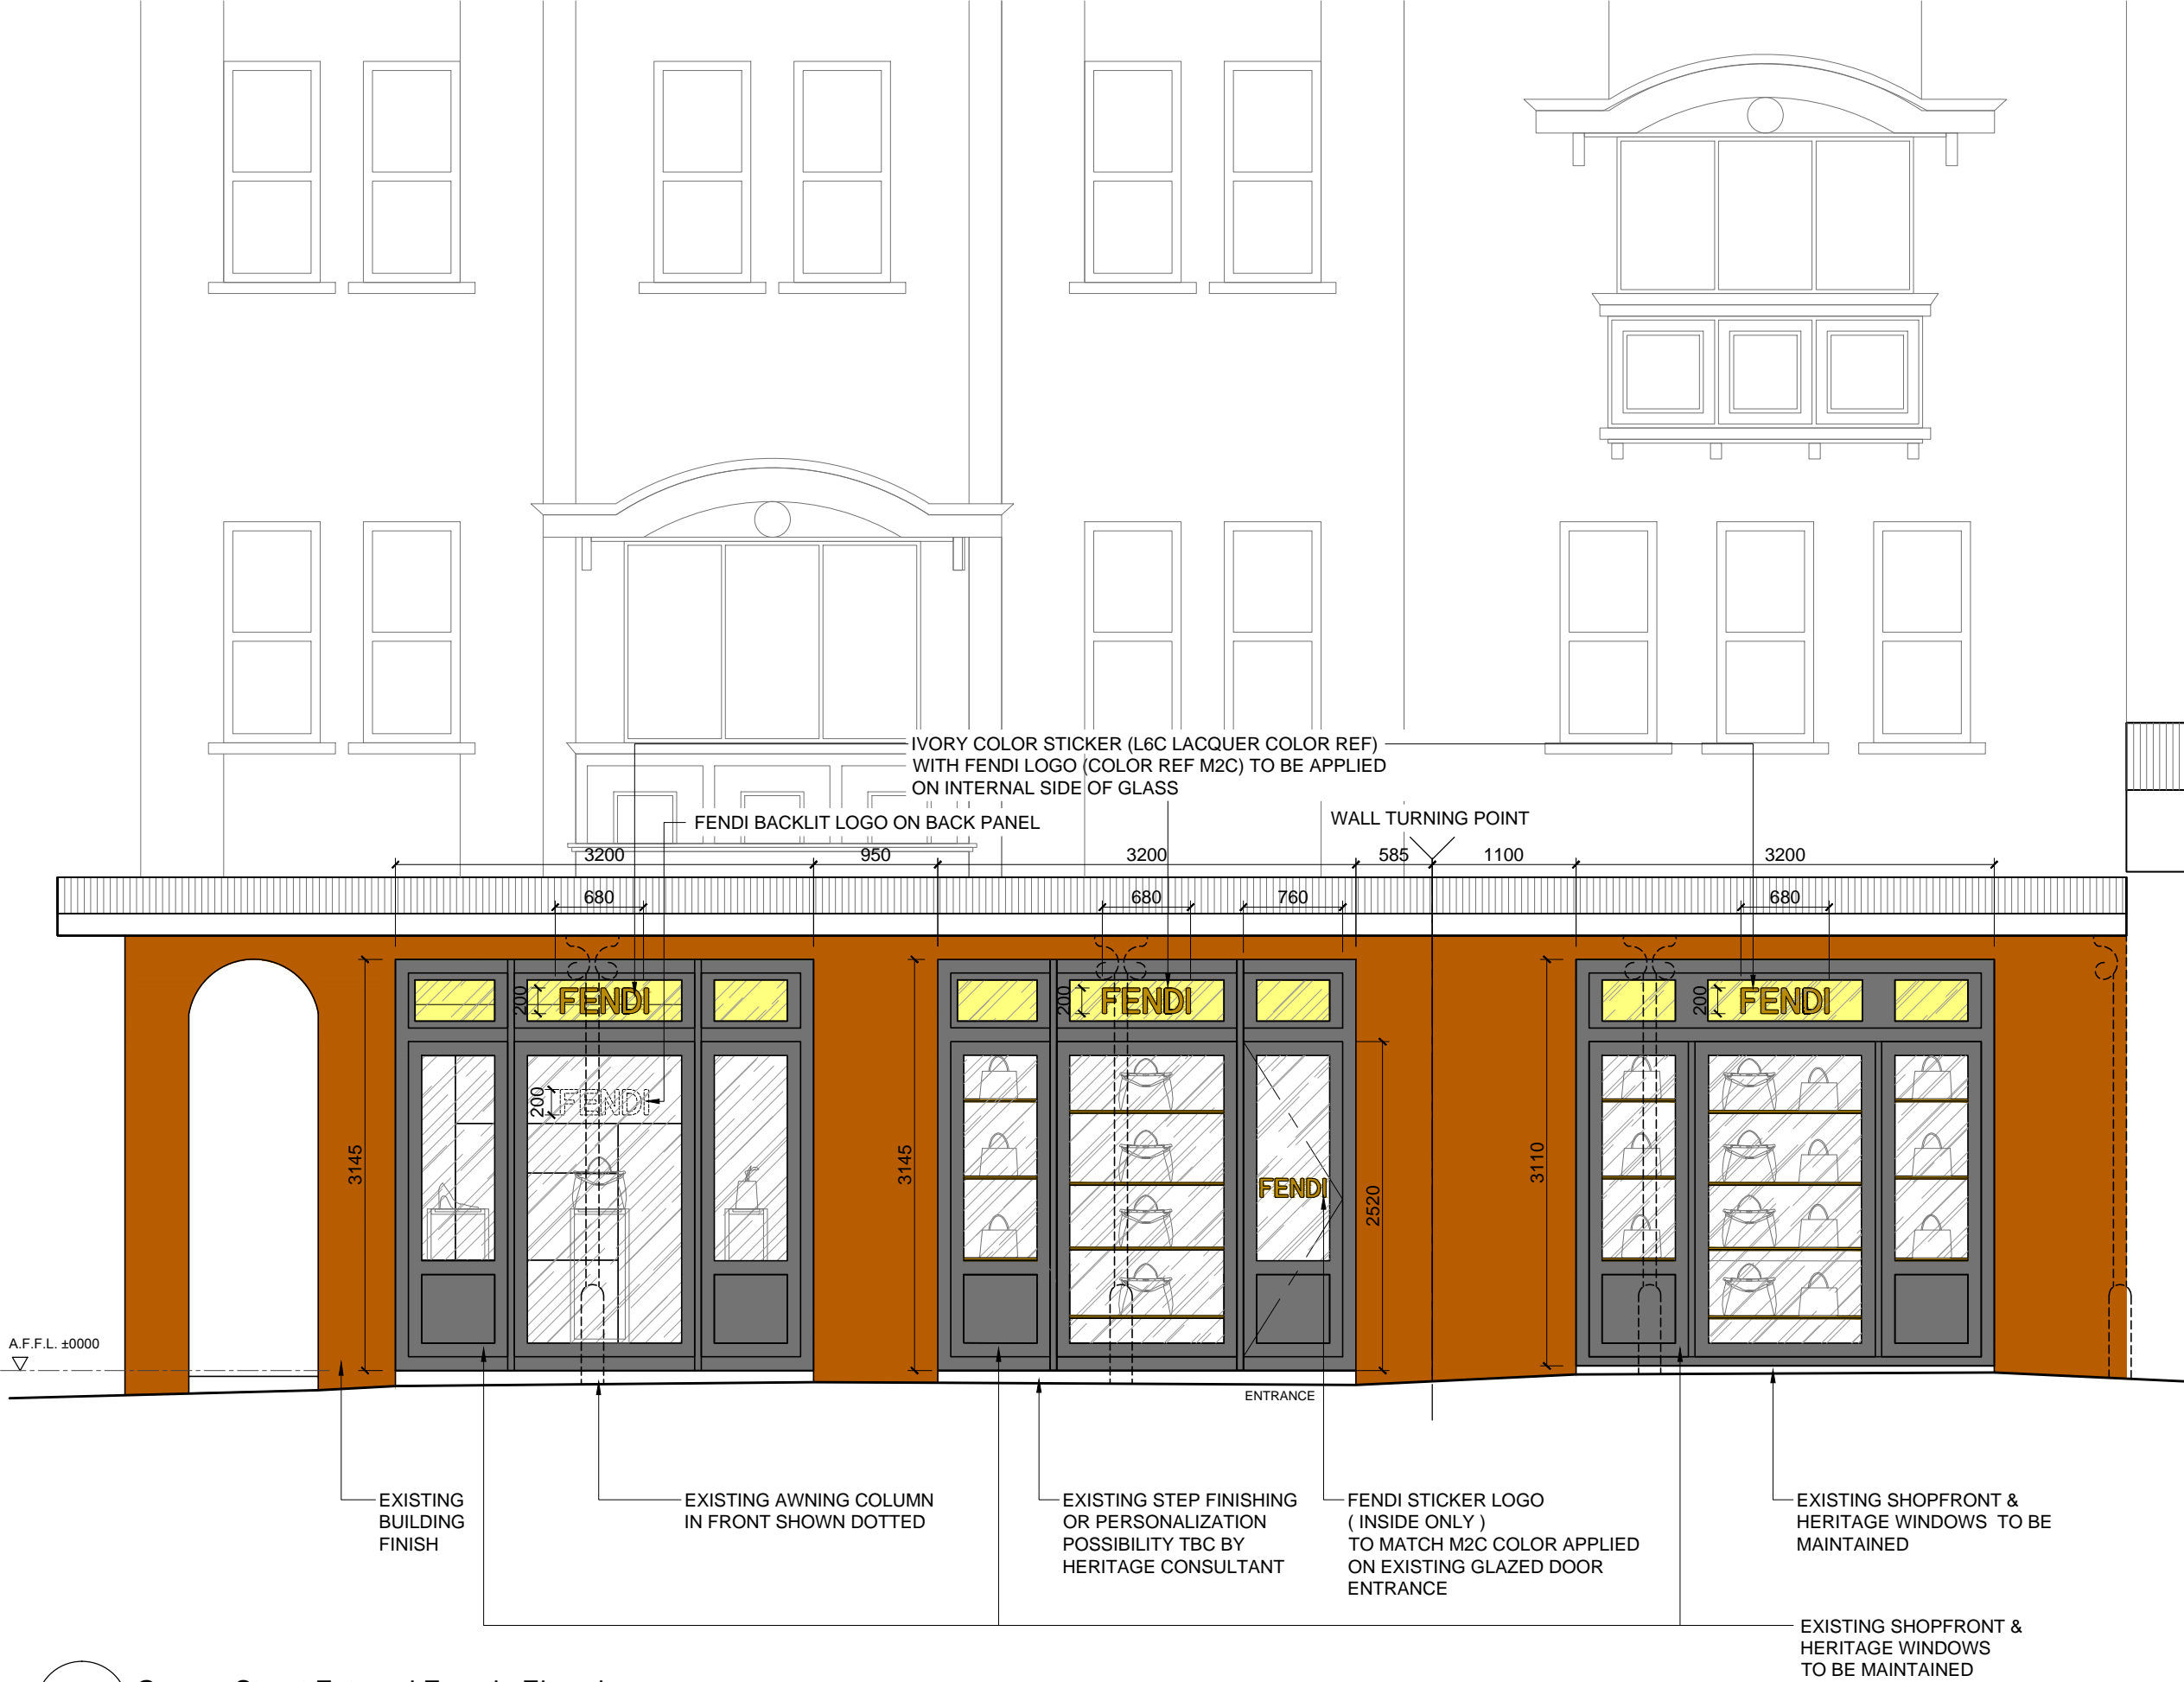 IVORY COLOR STICKER (L6C LACQUER COLOR REF)
WITH FENDI LOGO (COLOR REF M2C) TO BE APPLIED
ON INTERNAL SIDE OF GLASS
FENDI BACKLIT LOGO ON BACK PANEL
WALL TURNING POINT
3200
950
3200
585
1100
3200
680
680
760
680
200
FENDI
200
FENDI
200
FENDI
200
FENDI
3145
3145
FENDI
2520
3110
A.F.F.L. ±0000
ENTRANCE
EXISTING
BUILDING
FINISH
EXISTING AWNING COLUMN
IN FRONT SHOWN DOTTED
EXISTING STEP FINISHING
OR PERSONALIZATION
POSSIBILITY TBC BY
HERITAGE CONSULTANT
FENDI STICKER LOGO
( INSIDE ONLY )
TO MATCH M2C COLOR APPLIED
ON EXISTING GLAZED DOOR
ENTRANCE
EXISTING SHOPFRONT &
HERITAGE WINDOWS TO BE
MAINTAINED
EXISTING SHOPFRONT &
HERITAGE WINDOWS
TO BE MAINTAINED